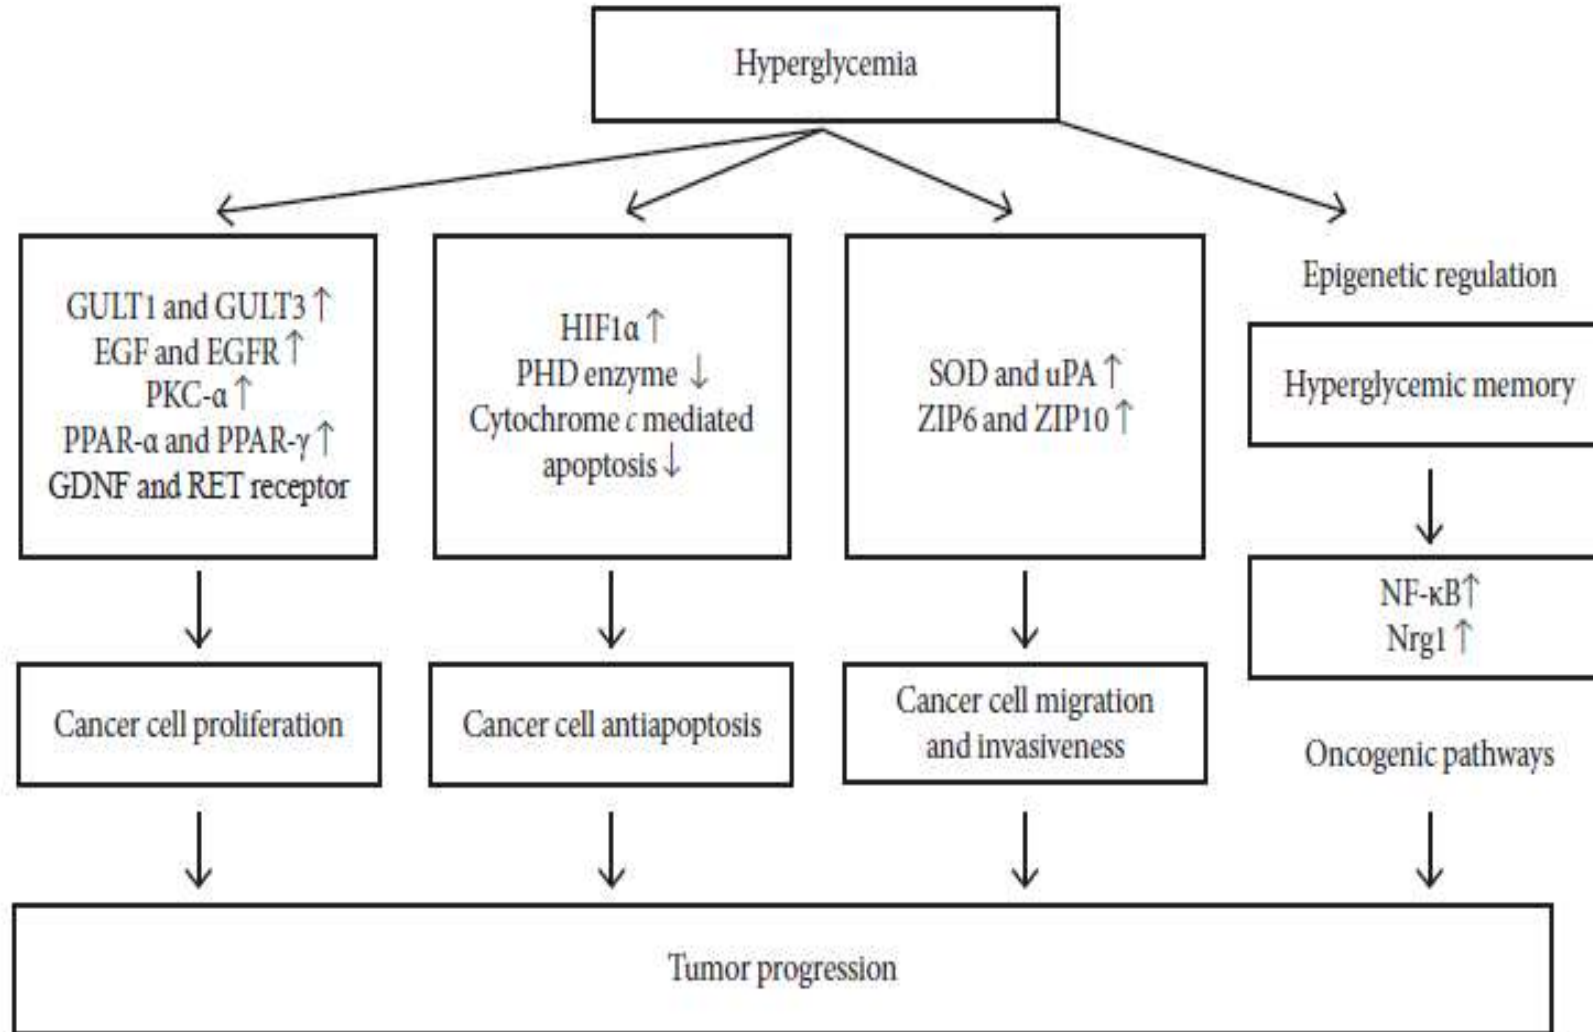 Hyperglycemia
GULT1 and GULT3 ↑
EGF and EGFR ↑
PKC-α ↑
PPAR-α and PPAR-γ ↑
GDNF and RET receptor
HIF1α ↑
PHD enzyme ↓
Cytochrome c mediated
apoptosis ↓
SOD and uPA ↑
ZIP6 and ZIP10 ↑
Epigenetic regulation
Hyperglycemic memory
NF-κB ↑
Nrg1 ↑
Cancer cell proliferation
Cancer cell antiapoptosis
Cancer cell migration
and invasiveness
Oncogenic pathways
Tumor progression